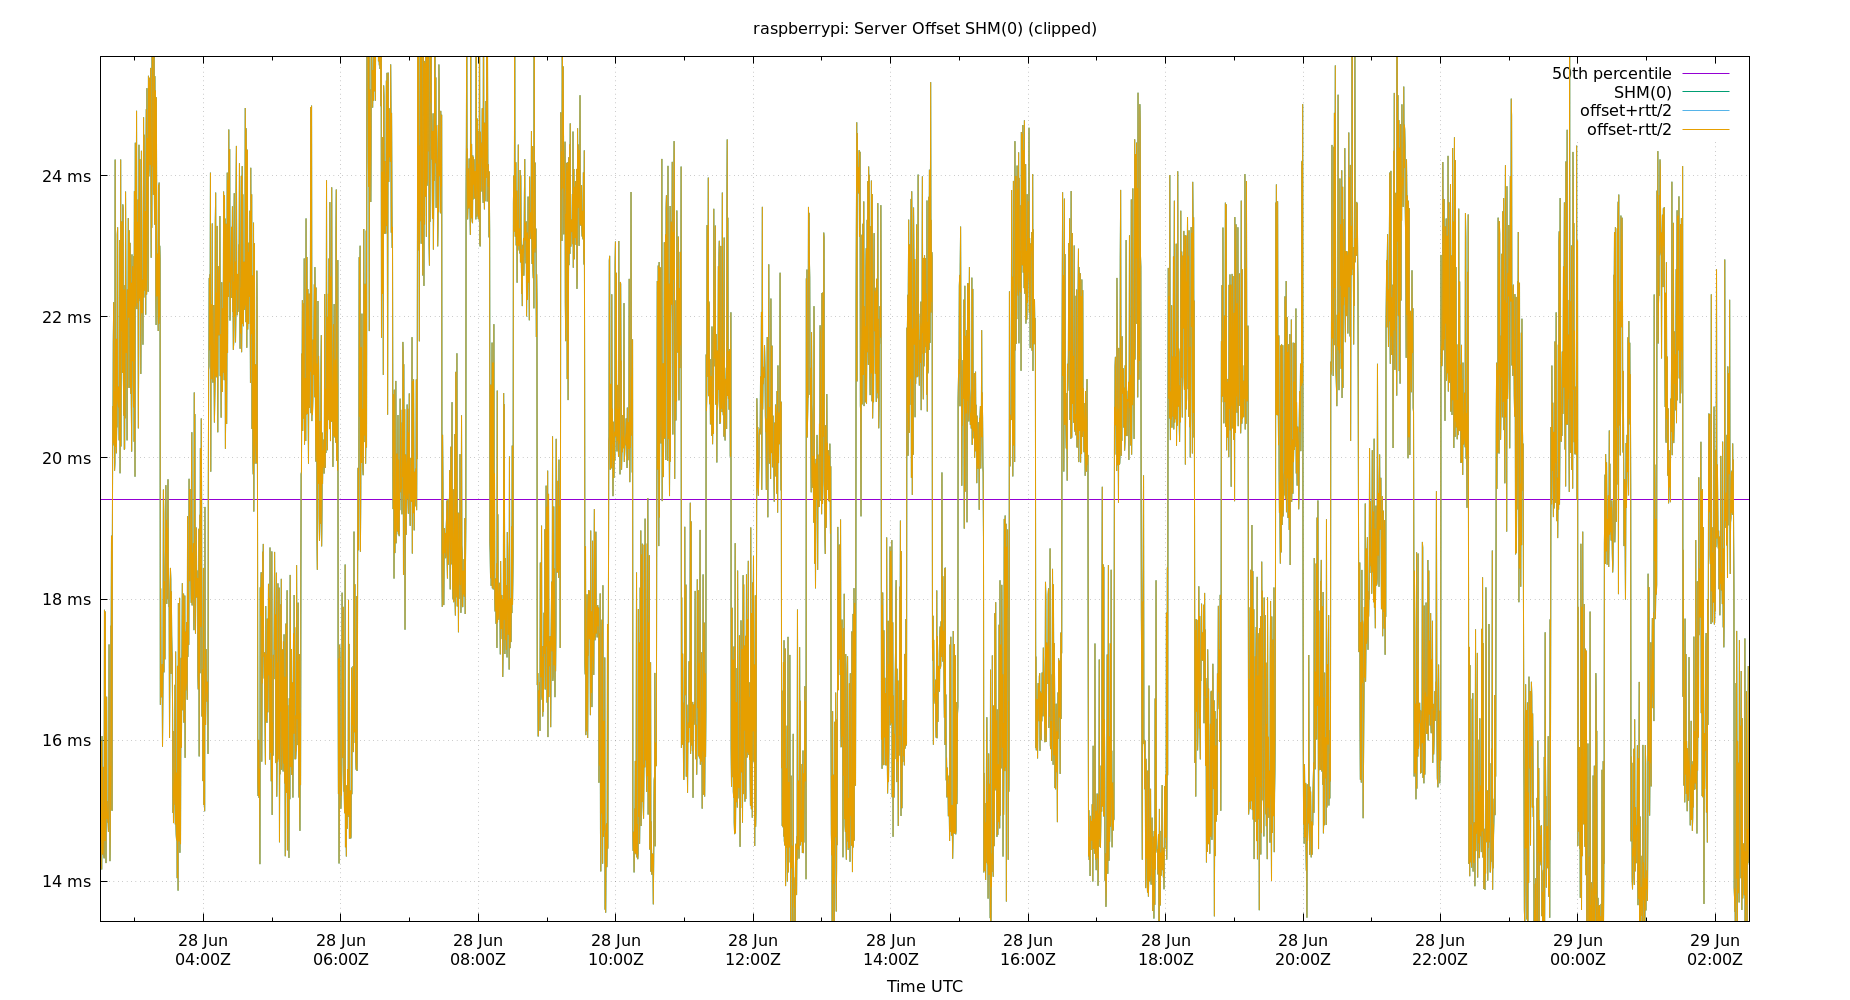 raspberrypi: Server Offset SHM(0) (clipped)
50th percentile
SHM(0)
offset+rtt/2
offset-rtt/2
24 ms
22 ms
20 ms
18 ms
16 ms
14 ms
28 Jun 28 Jun 28 Jun 28 Jun 28 Jun 28 Jun 28 Jun 28 Jun 28 Jun 28 Jun 29 Jun 29 Jun
04:00Z 06:00Z 08:00Z 10:00Z 12:00Z 14:00Z 16:00Z 18:00Z 20:00Z 22:00Z 00:00Z 02:00Z
Time UTC